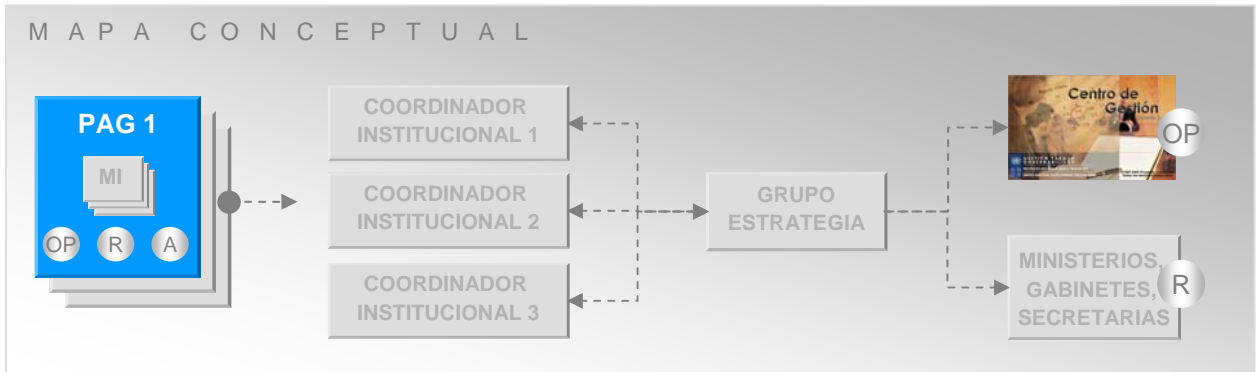 MAPA CONCEPTUAL
PAG 1
MI
OP R A
COORDINADOR
INSTITUCIONAL 1
COORDINADOR
INSTITUCIONAL 2
COORDINADOR
INSTITUCIONAL 3
GRUPO
ESTRATEGIA
Centro de
Gestión
OP
MINISTERIOS,
GABINETES,
SECRETARIAS
R